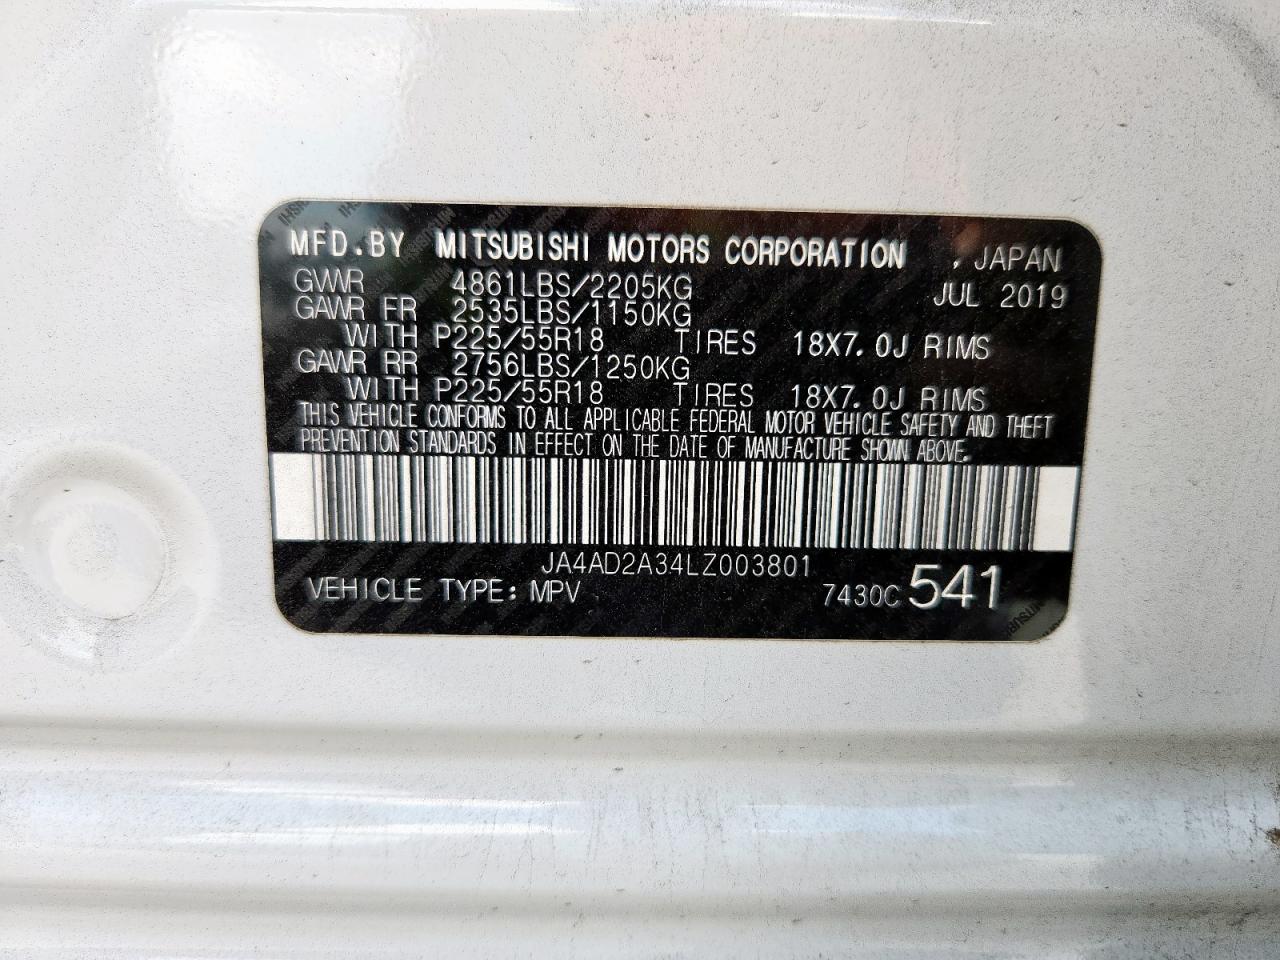 MFD.BY MITSUBISHI MOTORS CORPORATION , JAPAN
GVWR 4861LBS/2205KG JUL 2019
GAWR FR 2535LBS/1150KG
WITH P225/55R18 TIRES 18X7.0J RIMS
GAWR RR 2756LBS/1250KG
WITH P225/55R18 TIRES 18X7.0J RIMS
THIS VEHICLE CONFORMS TO ALL APPLICABLE FEDERAL MOTOR VEHICLE SAFETY AND THEFT
PREVENTION STANDARDS IN EFFECT ON THE DATE OF MANUFACTURE SHOWN ABOVE.
JA4AD2A34LZ003801
VEHICLE TYPE: MPV 7430C 541